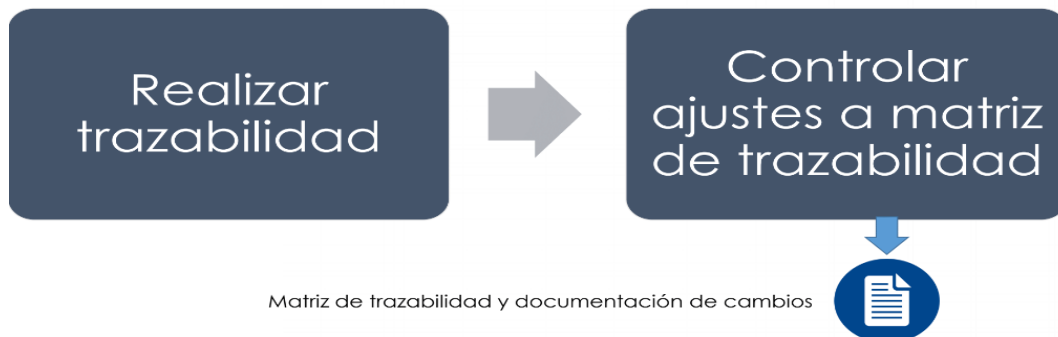 Realizar
trazabilidad
Controlar
ajustes a matriz
de trazabilidad
Matriz de trazabilidad y documentación de cambios